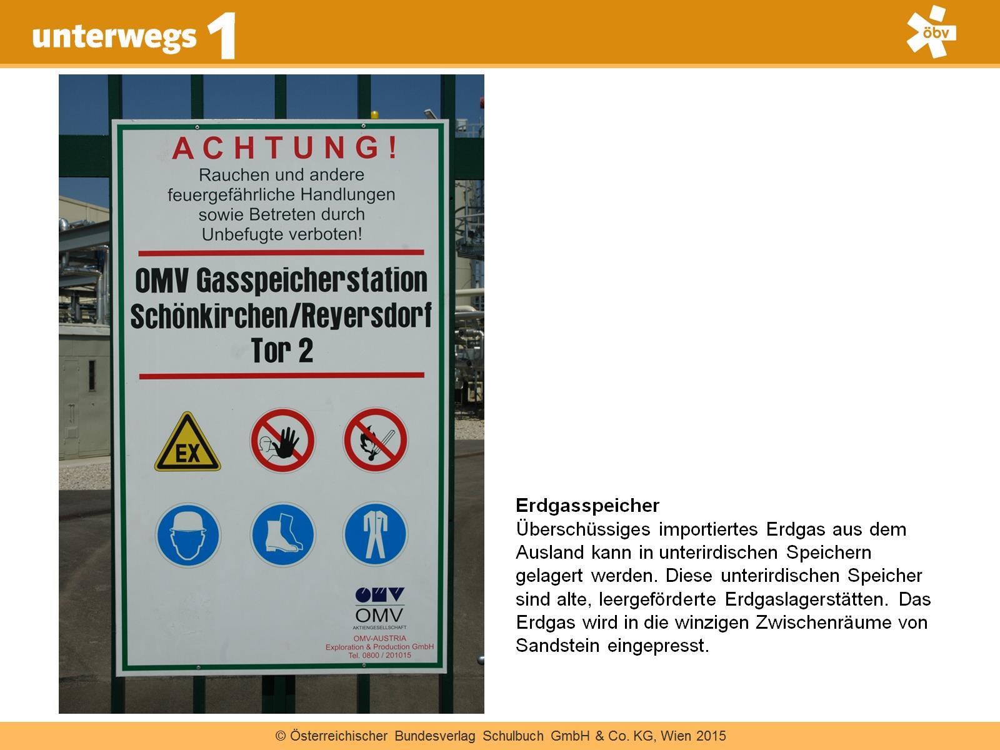 unterwegs 1
öbv
ACHTUNG!
Rauchen und andere
feuergefährliche Handlungen
sowie Betreten durch
Unbefugte verboten!
OMV Gasspeicherstation
Schönkirchen/Reyersdorf
Tor 2
EX
OMV
OMV
AKTIENGESELLSCHAFT
OMV-AUSTRIA
Exploration & Production GmbH
Tel. 0800 / 201015
Erdgasspeicher
Überschüssiges importiertes Erdgas aus dem
Ausland kann in unterirdischen Speichern
gelagert werden. Diese unterirdischen Speicher
sind alte, leergeförderte Erdgaslagerstätten. Das
Erdgas wird in die winzigen Zwischenräume von
Sandstein eingepresst.
© Österreichischer Bundesverlag Schulbuch GmbH & Co. KG, Wien 2015